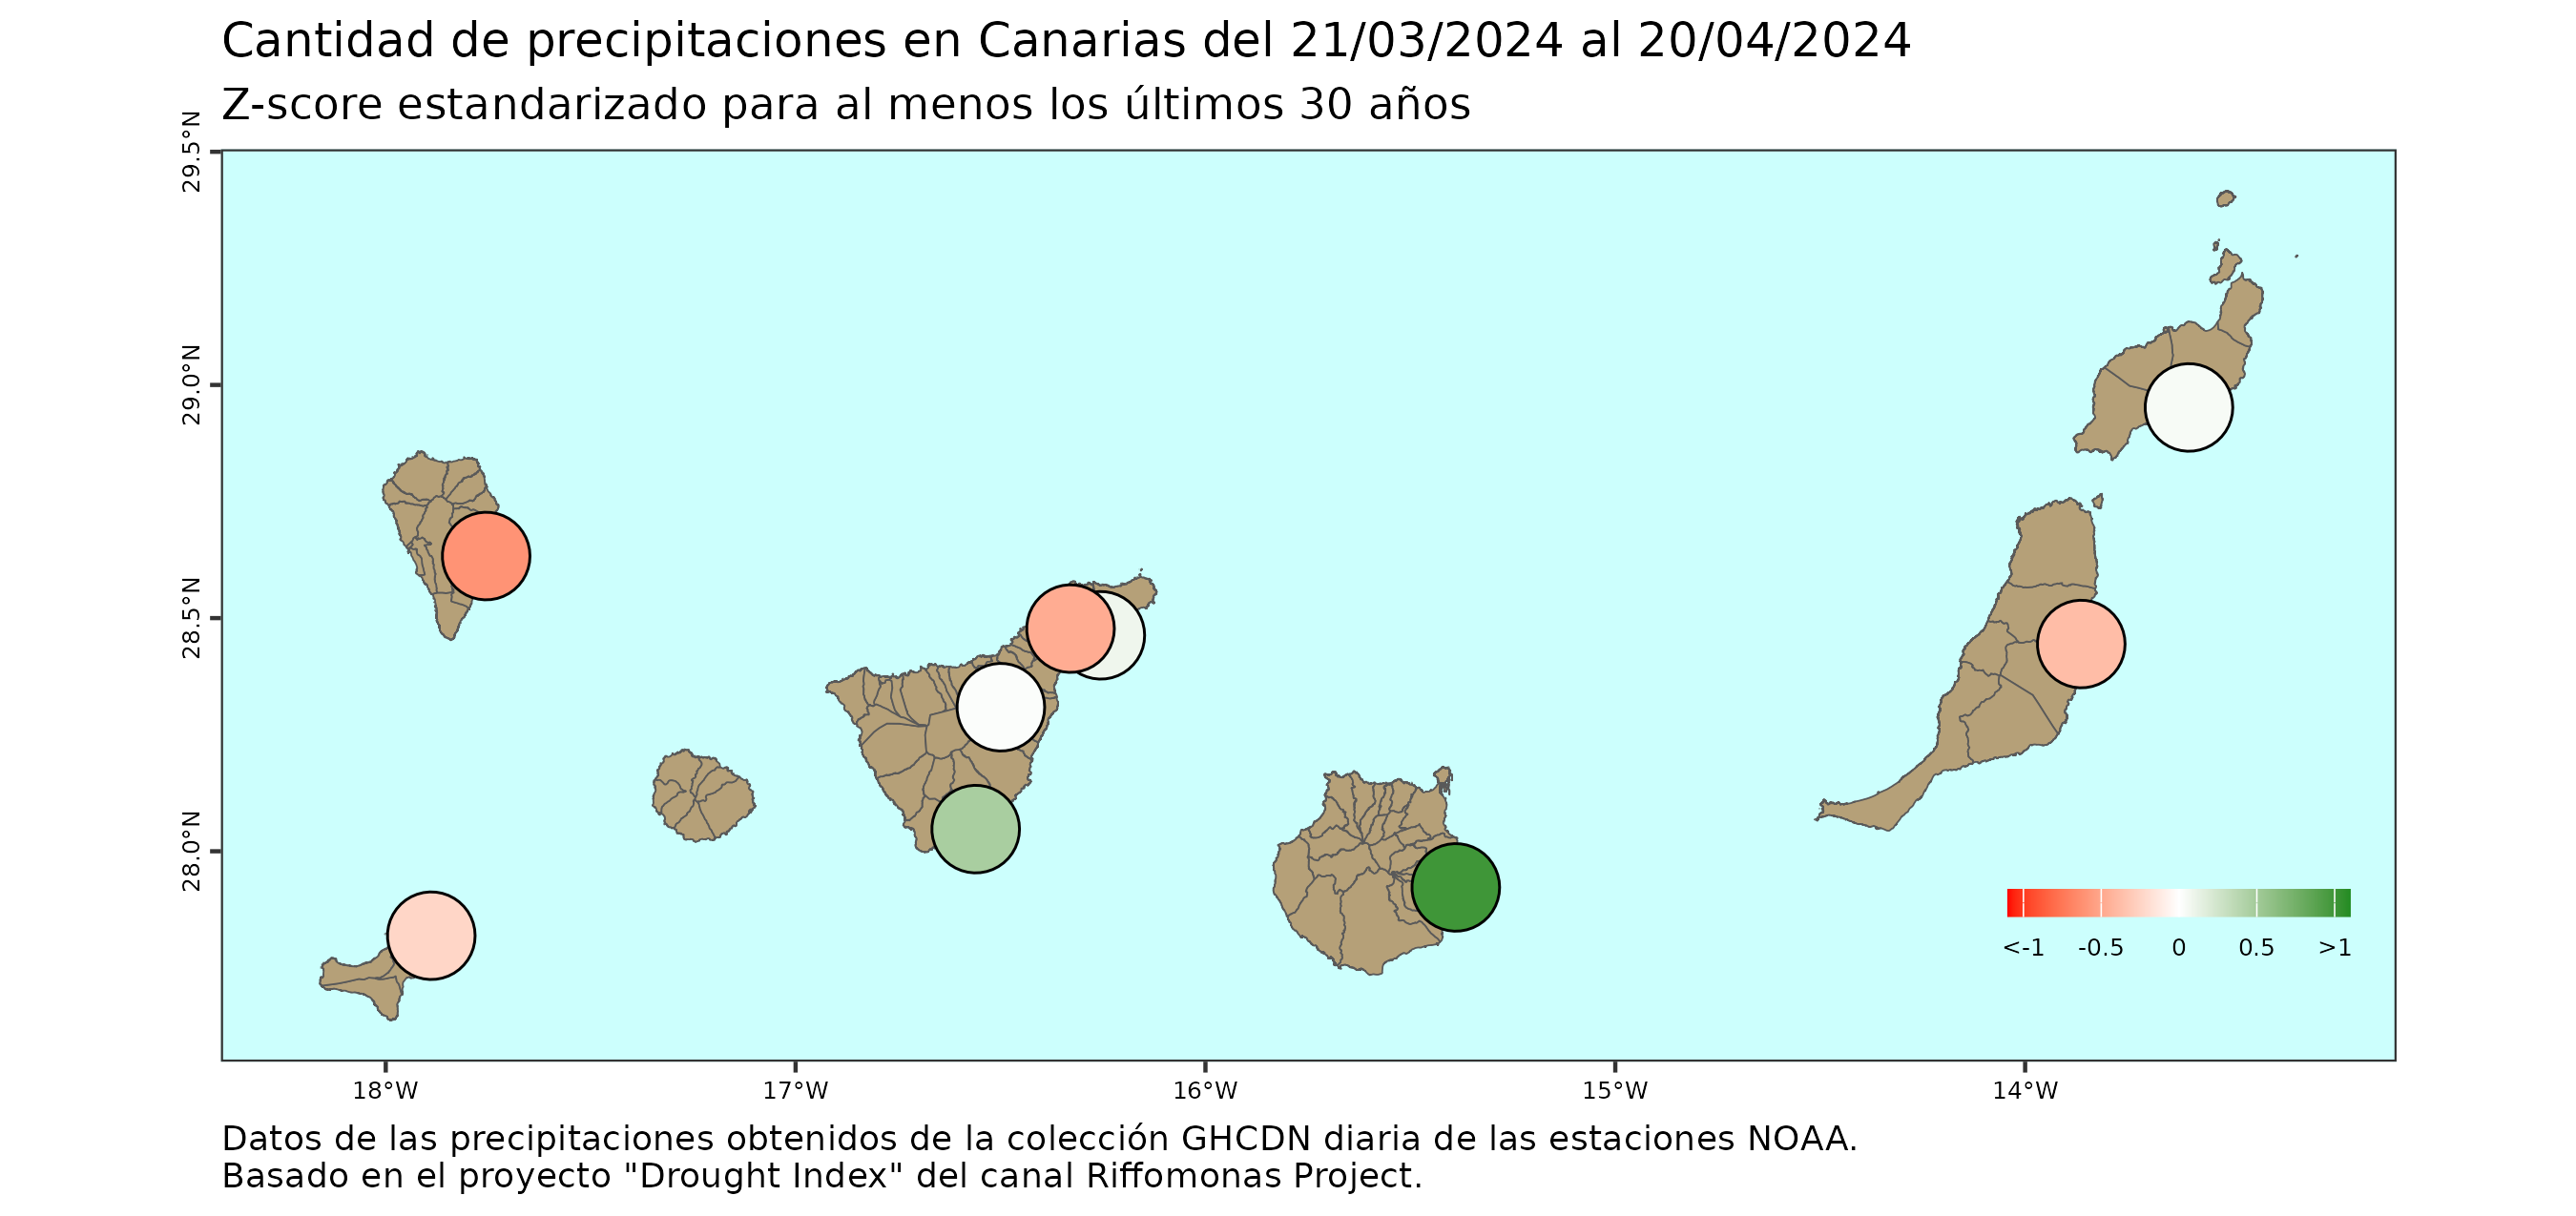 Cantidad de precipitaciones en Canarias del 21/03/2024 al 20/04/2024
Z-score estandarizado para al menos los últimos 30 años
29.5°N
29.0°N
28.5°N
28.0°N
<-1 -0.5 0 0.5 >1
18°W 17°W 16°W 15°W 14°W
Datos de las precipitaciones obtenidos de la colección GHCDN diaria de las estaciones NOAA.
Basado en el proyecto "Drought Index" del canal Riffomonas Project.